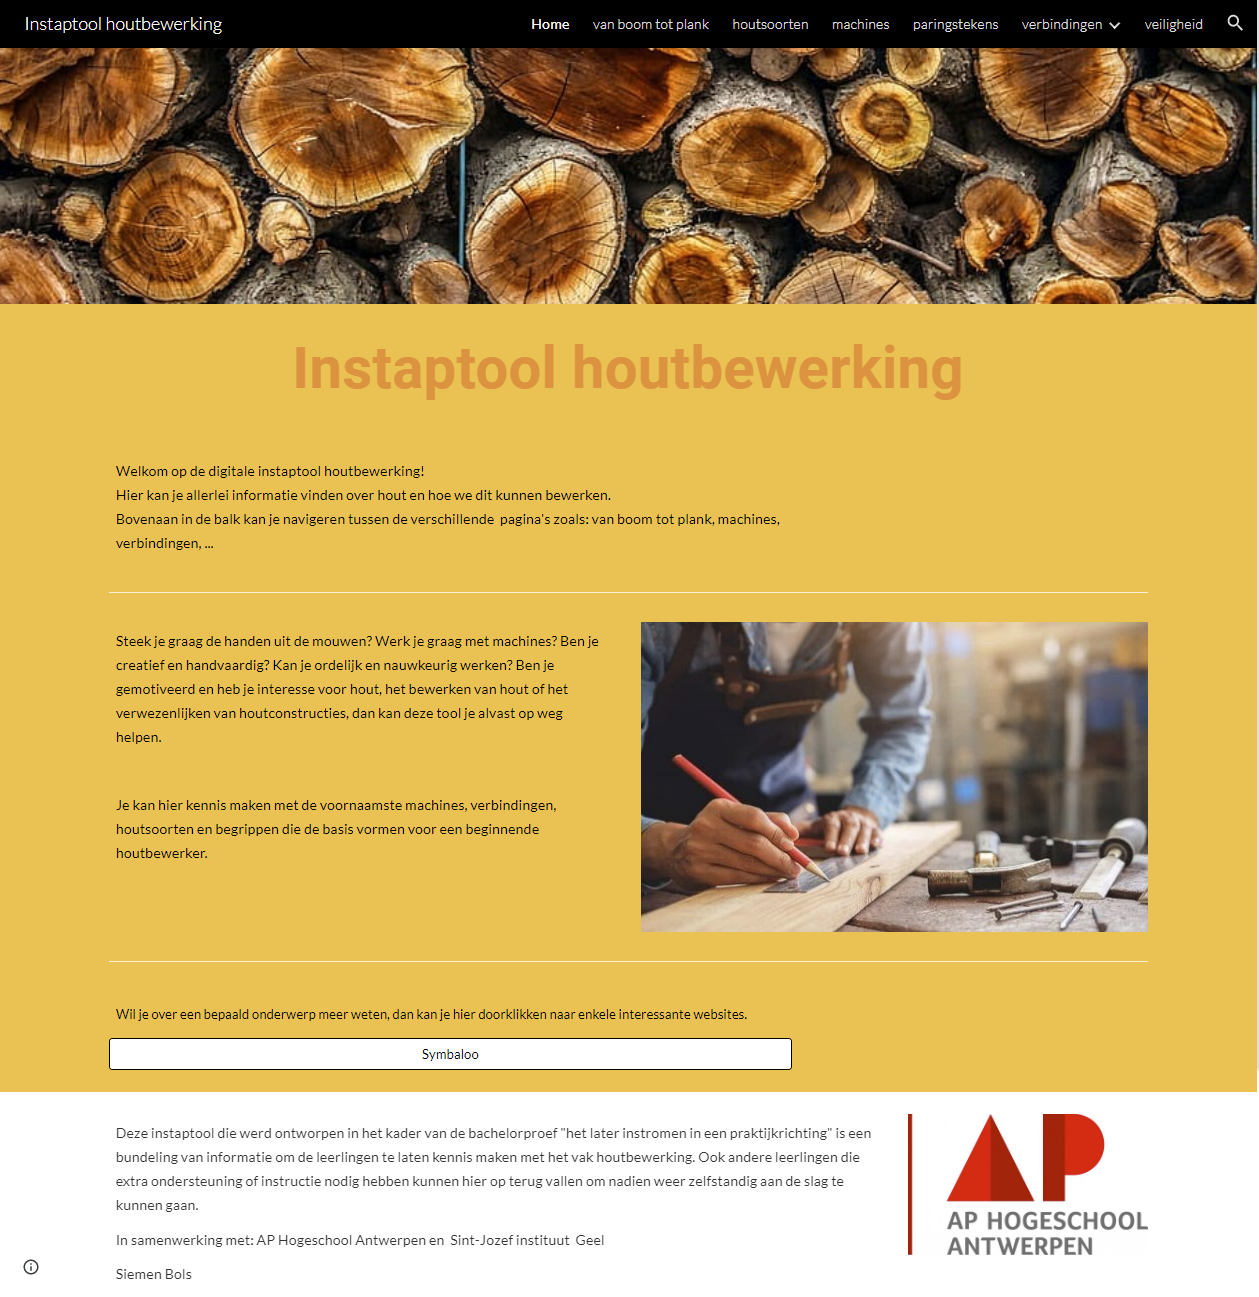 Instaptool houtbewerking
Home van boom tot plank houtsoorten machines paringstekens verbindingen veiligheid
Instaptool houtbewerking
Welkom op de digitale instaptool houtbewerking!
Hier kan je allerlei informatie vinden over hout en hoe we dit kunnen bewerken.
Bovenaan in de balk kan je navigeren tussen de verschillende pagina's zoals: van boom tot plank, machines,
verbindingen, ...
Steek je graag de handen uit de mouwen? Werk je graag met machines? Ben je
creatief en handvaardig? Kan je ordelijk en nauwkeurig werken? Ben je
gemotiveerd en heb je interesse voor hout, het bewerken van hout of het
verwezenlijken van houtconstructies, dan kan deze tool je alvast op weg
helpen.
Je kan hier kennis maken met de voornaamste machines, verbindingen,
houtsoorten en begrippen die de basis vormen voor een beginnende
houtbewerker.
Wil je over een bepaald onderwerp meer weten, dan kan je hier doorklikken naar enkele interessante websites.
Symbaloo
Deze instaptool die werd ontworpen in het kader van de bachelorproef "het later instromen in een praktijkrichting" is een
bundeling van informatie om de leerlingen te laten kennis maken met het vak houtbewerking. Ook andere leerlingen die
extra ondersteuning of instructie nodig hebben kunnen hier op terug vallen om nadien weer zelfstandig aan de slag te
kunnen gaan.
In samenwerking met: AP Hogeschool Antwerpen en Sint-Jozef instituut Geel
Siemen Bols
AP
AP HOGESCHOOL
ANTWERPEN